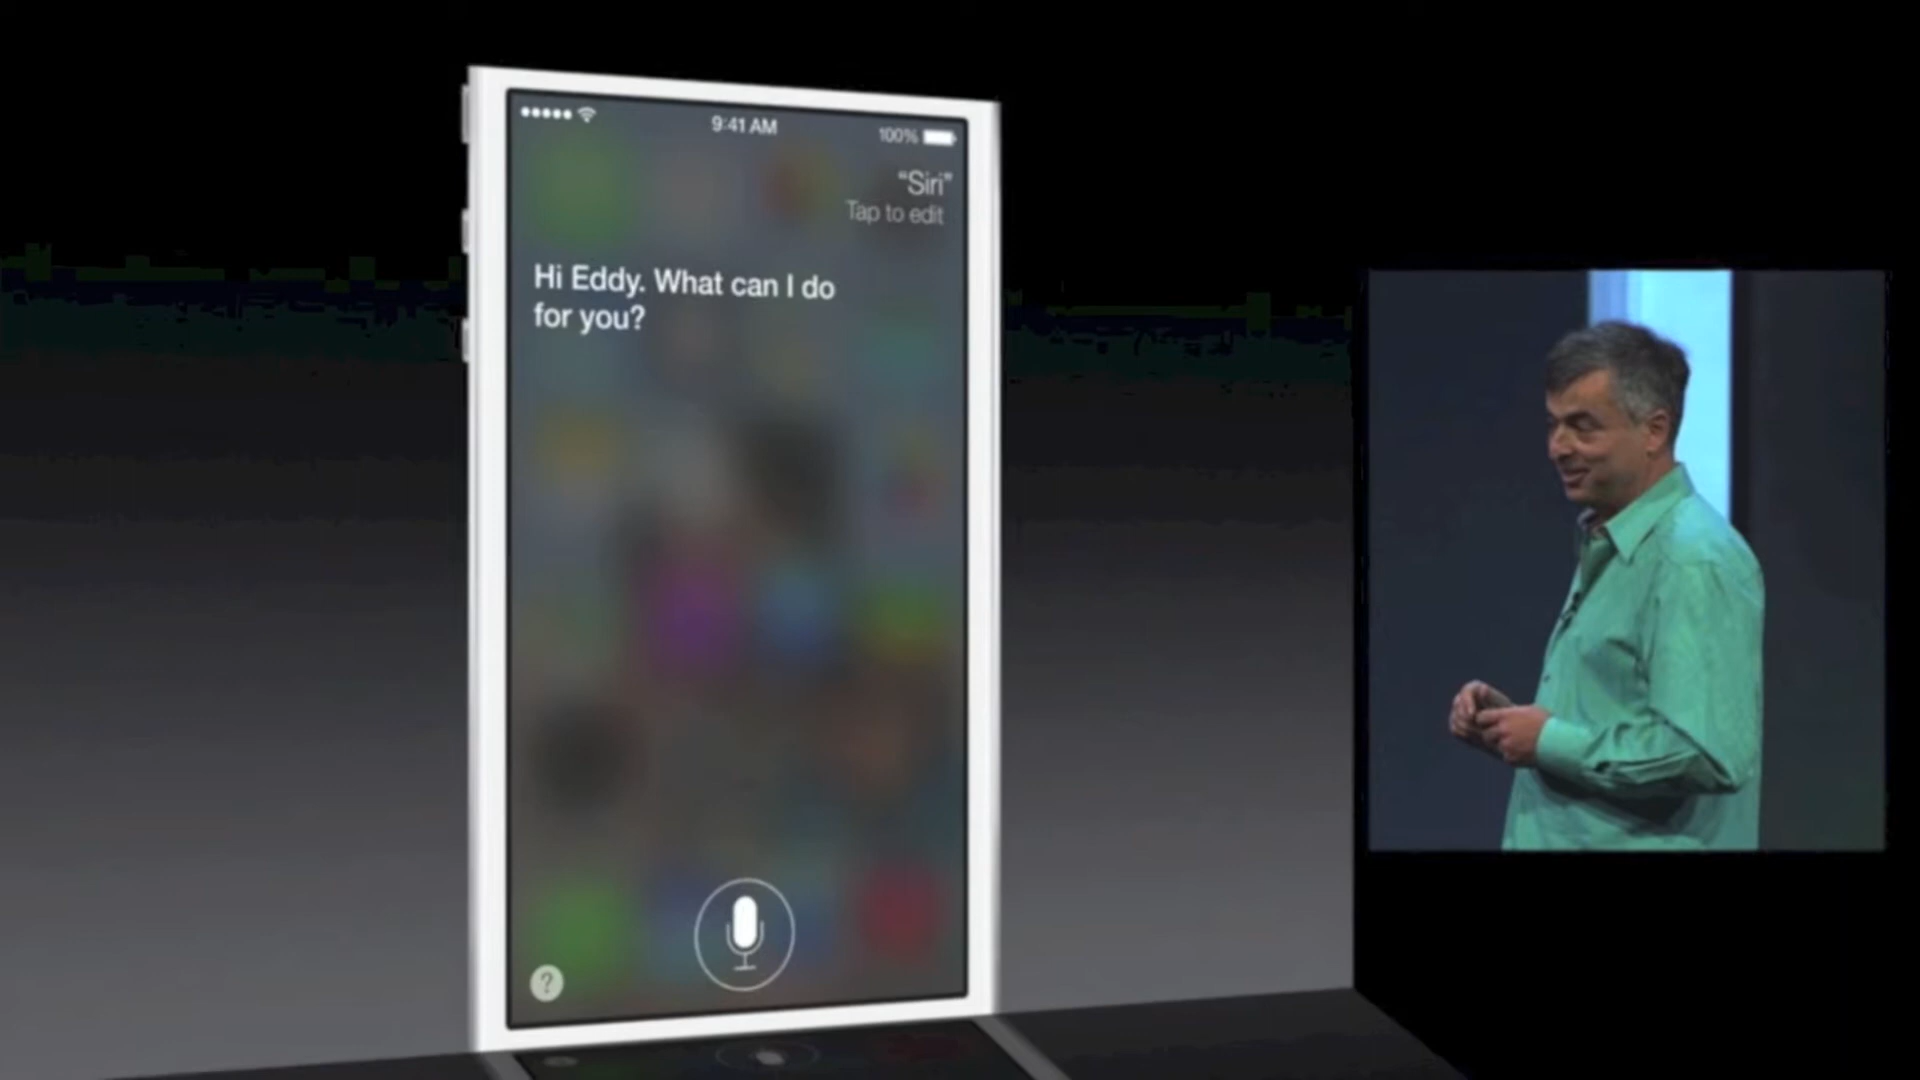 9:41 AM
100%
“Siri”
Tap to edit
Hi Eddy. What can I do
for you?
?